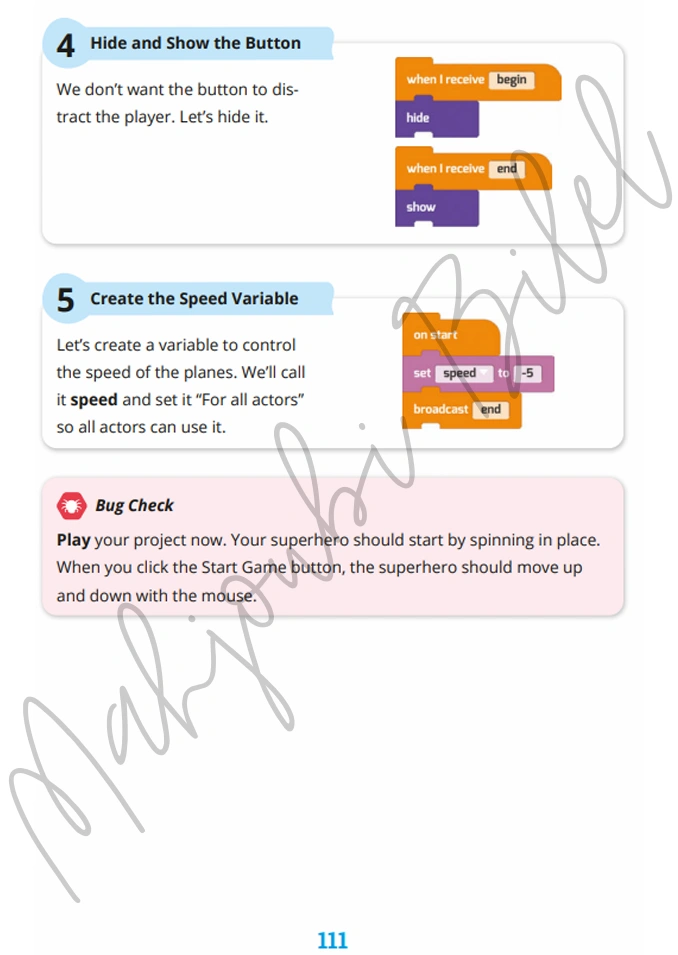 4 Hide and Show the Button
We don’t want the button to dis-
tract the player. Let’s hide it.
when I receive begin
hide
when I receive end
show
5 Create the Speed Variable
Let’s create a variable to control
the speed of the planes. We’ll call
it speed and set it “For all actors”
so all actors can use it.
on start
set speed to -5
broadcast end
Bug Check
Play your project now. Your superhero should start by spinning in place.
When you click the Start Game button, the superhero should move up
and down with the mouse.
Mahjoubi Bilel
111